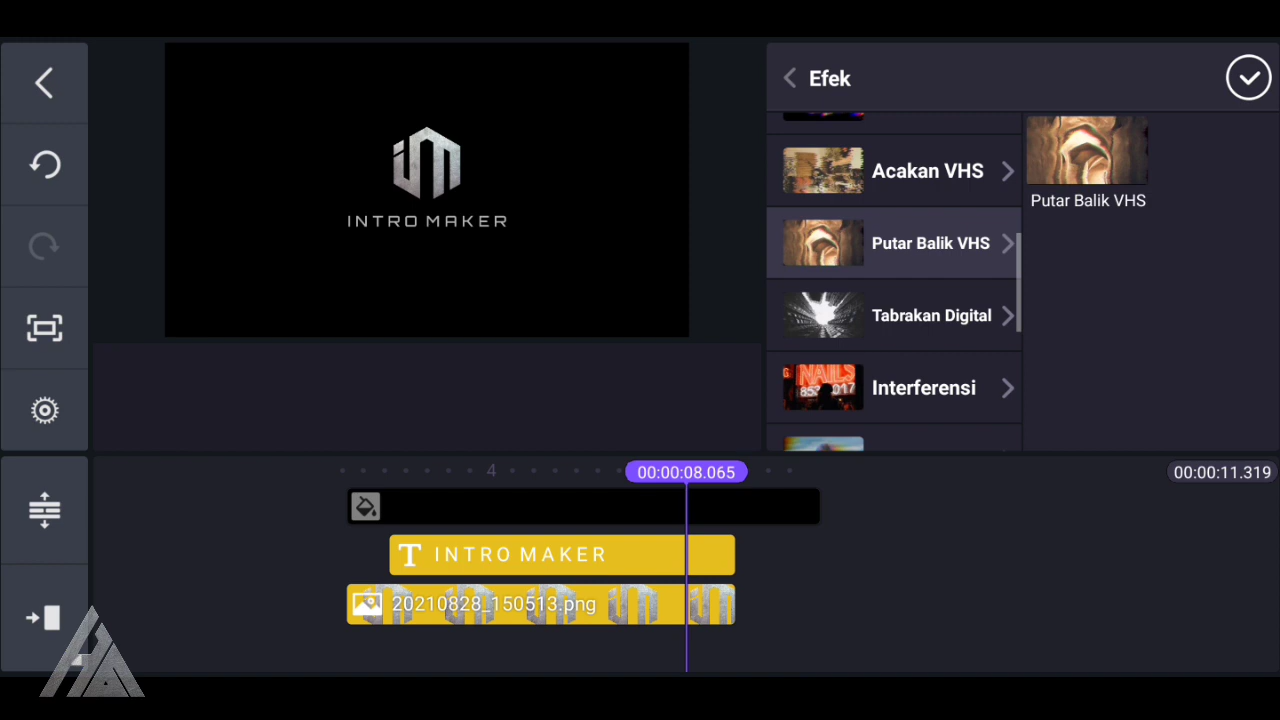 INTRO MAKER
Efek
Acakan VHS
Putar Balik VHS
Tabrakan Digital
Interferensi
Putar Balik VHS
4
00:00:08.065
00:00:11.319
T INTRO MAKER
20210828_150513.png